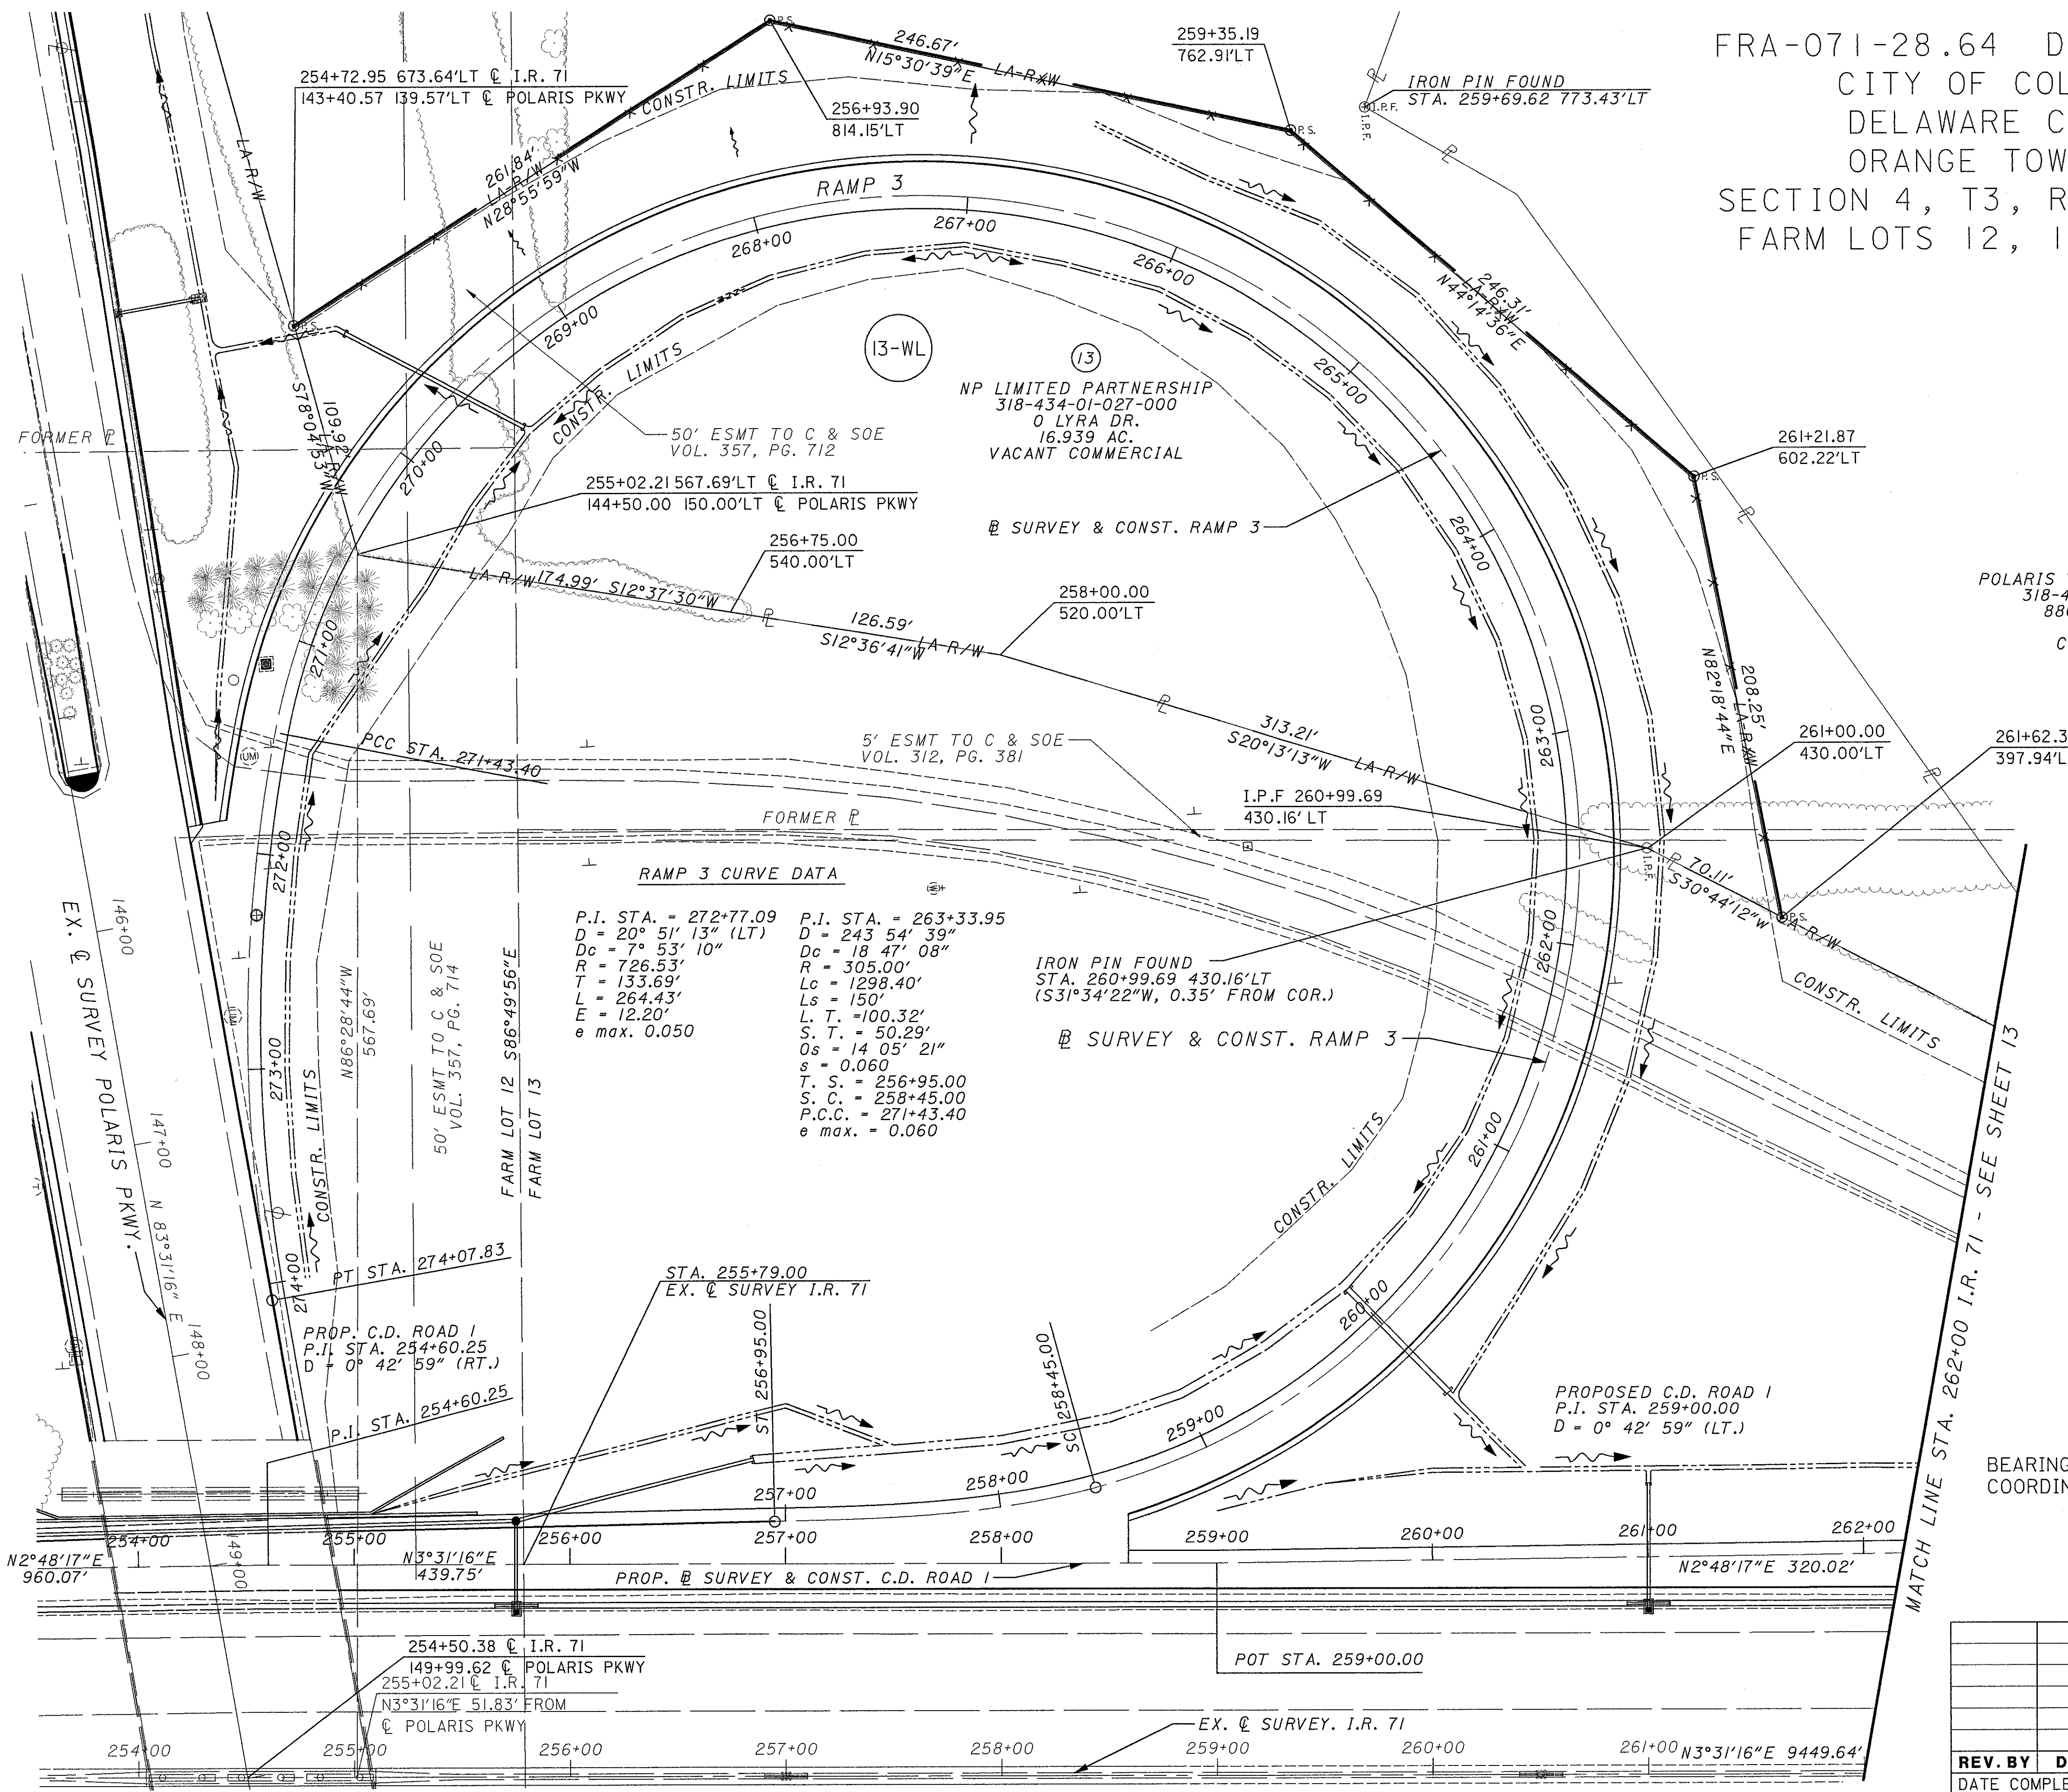 FRA-071-28.64 D
CITY OF COL
DELAWARE C
ORANGE TOW
SECTION 4, T3, R
FARM LOTS 12, 1
254+72.95 673.64'LT ℄ I.R. 71
143+40.57 139.57'LT ℄ POLARIS PKWY
P.S.
246.67'
N15°30'39"E
LA-R/W
259+35.19
762.91'LT
IRON PIN FOUND
STA. 259+69.62 773.43'LT
I.P.F.
I.P.F.
CONSTR. LIMITS
256+93.90
814.15'LT
P.S.
LA-R/W
261.84'
LA-R/W
N28°55'59"W
RAMP 3
267+00
268+00
266+00
269+00
265+00
246.31'
LA-R/W
N44°14'36"E
P.S.
CONSTR. LIMITS
13-WL
13
NP LIMITED PARTNERSHIP
318-434-01-027-000
0 LYRA DR.
16.939 AC.
VACANT COMMERCIAL
109.92'
LA-R/W
S78°04'53"W
FORMER ℙL
50' ESMT TO C & SOE
VOL. 357, PG. 712
270+00
261+21.87
602.22'LT
P.S.
255+02.21 567.69'LT ℄ I.R. 71
144+50.00 150.00'LT ℄ POLARIS PKWY
℔ SURVEY & CONST. RAMP 3
264+00
256+75.00
540.00'LT
LA R/W 174.99' S12°37'30"W
258+00.00
520.00'LT
126.59'
S12°36'41"W
LA R/W
POLARIS
318-4
880
C
271+00
208.25'
LA-R/W
N82°18'44"E
313.21'
S20°13'13"W
LA R/W
263+00
261+00.00
430.00'LT
261+62.3
397.94'L
PCC STA. 271+43.40
(UM)
5' ESMT TO C & SOE
VOL. 312, PG. 381
I.P.F 260+99.69
430.16' LT
FORMER ℙL
I.P.F.
70.11'
S30°44'12"W
P.S.
LA-R/W
272+00
RAMP 3 CURVE DATA
P.I. STA. = 272+77.09
D = 20° 51' 13" (LT)
Dc = 7° 53' 10"
R = 726.53'
T = 133.69'
L = 264.43'
E = 12.20'
e max. 0.050
P.I. STA. = 263+33.95
D = 243 54' 39"
Dc = 18 47' 08"
R = 305.00'
Lc = 1298.40'
Ls = 150'
L. T. =100.32'
S. T. = 50.29'
Os = 14 05' 21"
s = 0.060
T. S. = 256+95.00
S. C. = 258+45.00
P.C.C. = 271+43.40
e max. = 0.060
146+00
EX. ℄ SURVEY POLARIS PKWY.
262+00
IRON PIN FOUND
STA. 260+99.69 430.16'LT
(S31°34'22"W, 0.35' FROM COR.)
CONSTR. LIMITS
℔ SURVEY & CONST. RAMP 3
N86°28'44"W
567.69'
50' ESMT TO C & SOE
VOL. 357, PG. 714
FARM LOT 12 S86°49'56"E
FARM LOT 13
273+00
CONSTR. LIMITS
147+00
N 83°31'16" E
261+00
CONSTR. LIMITS
MATCH LINE STA. 262+00 I.R. 71 - SEE SHEET 13
274+00
PT STA. 274+07.83
148+00
STA. 255+79.00
EX. ℄ SURVEY I.R. 71
260+00
PROP. C.D. ROAD 1
P.I. STA. 254+60.25
D = 0° 42' 59" (RT.)
P.I. STA. 254+60.25
ST 256+95.00
SC 258+45.00
259+00
PROPOSED C.D. ROAD 1
P.I. STA. 259+00.00
D = 0° 42' 59" (LT.)
BEARING
COORDIN
257+00
258+00
254+00 255+00 256+00 257+00 258+00 259+00 260+00 261+00 262+00
149+00
N2°48'17"E
960.07'
N3°31'16"E
439.75'
PROP. ℔ SURVEY & CONST. C.D. ROAD 1
N2°48'17"E 320.02'
254+50.38 ℄ I.R. 71
149+99.62 ℄ POLARIS PKWY
255+02.21 ℄ I.R. 71
N3°31'16"E 51.83' FROM
℄ POLARIS PKWY
POT STA. 259+00.00
EX. ℄ SURVEY. I.R. 71
254+00 255+00 256+00 257+00 258+00 259+00 260+00 261+00 N3°31'16"E 9449.64'
REV. BY D
DATE COMPLE